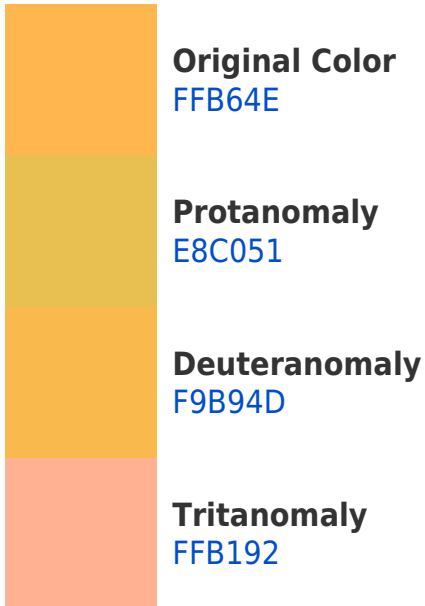 Original Color
FFB64E
Protanomaly
E8C051
Deuteranomaly
F9B94D
Tritanomaly
FFB192